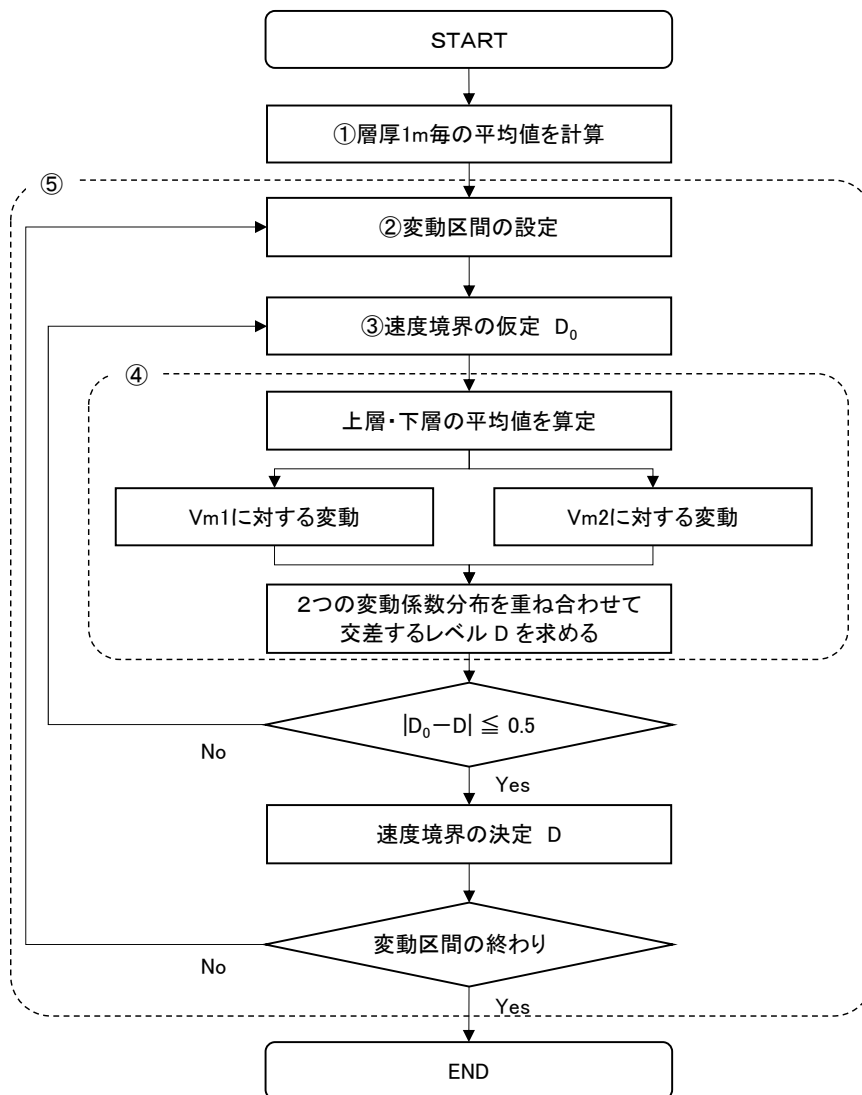 START
①層厚1m毎の平均値を計算
⑤
②変動区間の設定
③速度境界の仮定 D₀
④
上層・下層の平均値を算定
Vm1に対する変動
Vm2に対する変動
2つの変動係数分布を重ね合わせて
交差するレベル D を求める
|D₀－D| ≦ 0.5
No
Yes
速度境界の決定 D
変動区間の終わり
No
Yes
END